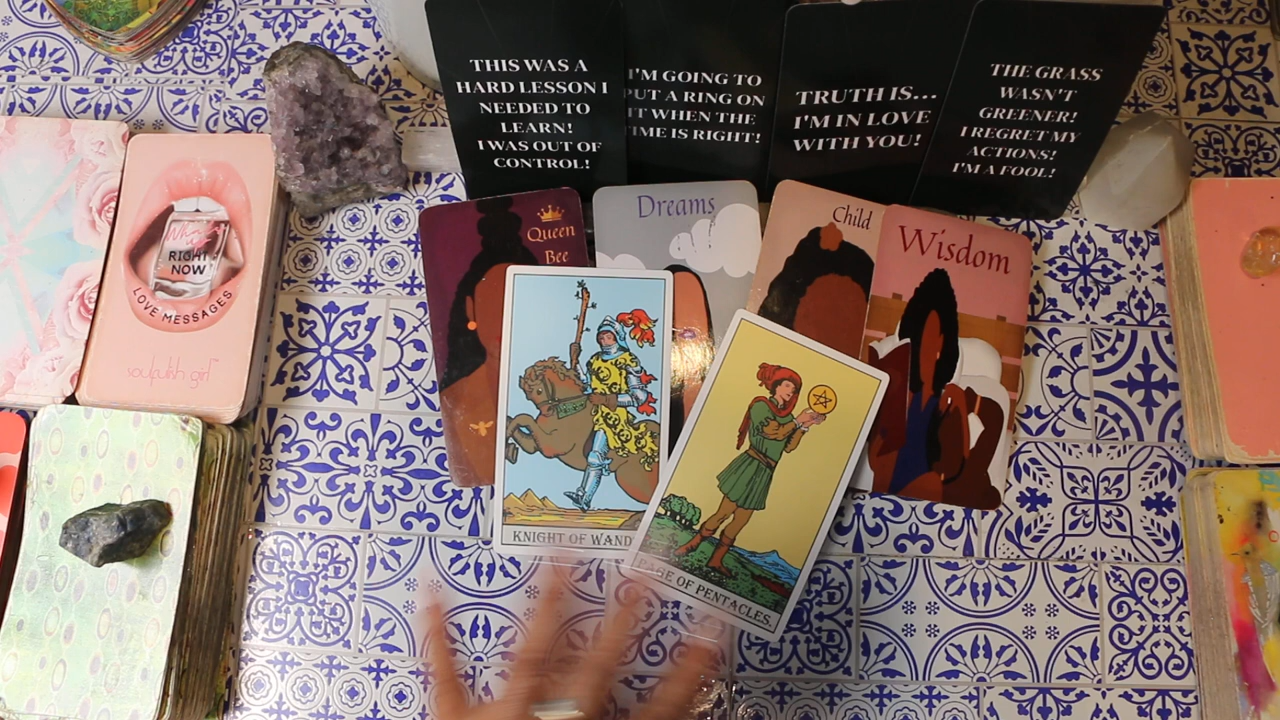 THIS WAS A
HARD LESSON I
NEEDED TO
LEARN!
I WAS OUT OF
CONTROL!
I'M GOING TO
PUT A RING ON
IT WHEN THE
TIME IS RIGHT!
TRUTH IS...
I'M IN LOVE
WITH YOU!
THE GRASS
WASN'T
GREENER!
I REGRET MY
ACTIONS!
I'M A FOOL!
Queen
Bee
Dreams
Child
Wisdom
RIGHT
NOW
LOVE MESSAGES
soulpukh girl
KNIGHT OF WAND
PAGE OF PENTACLES.